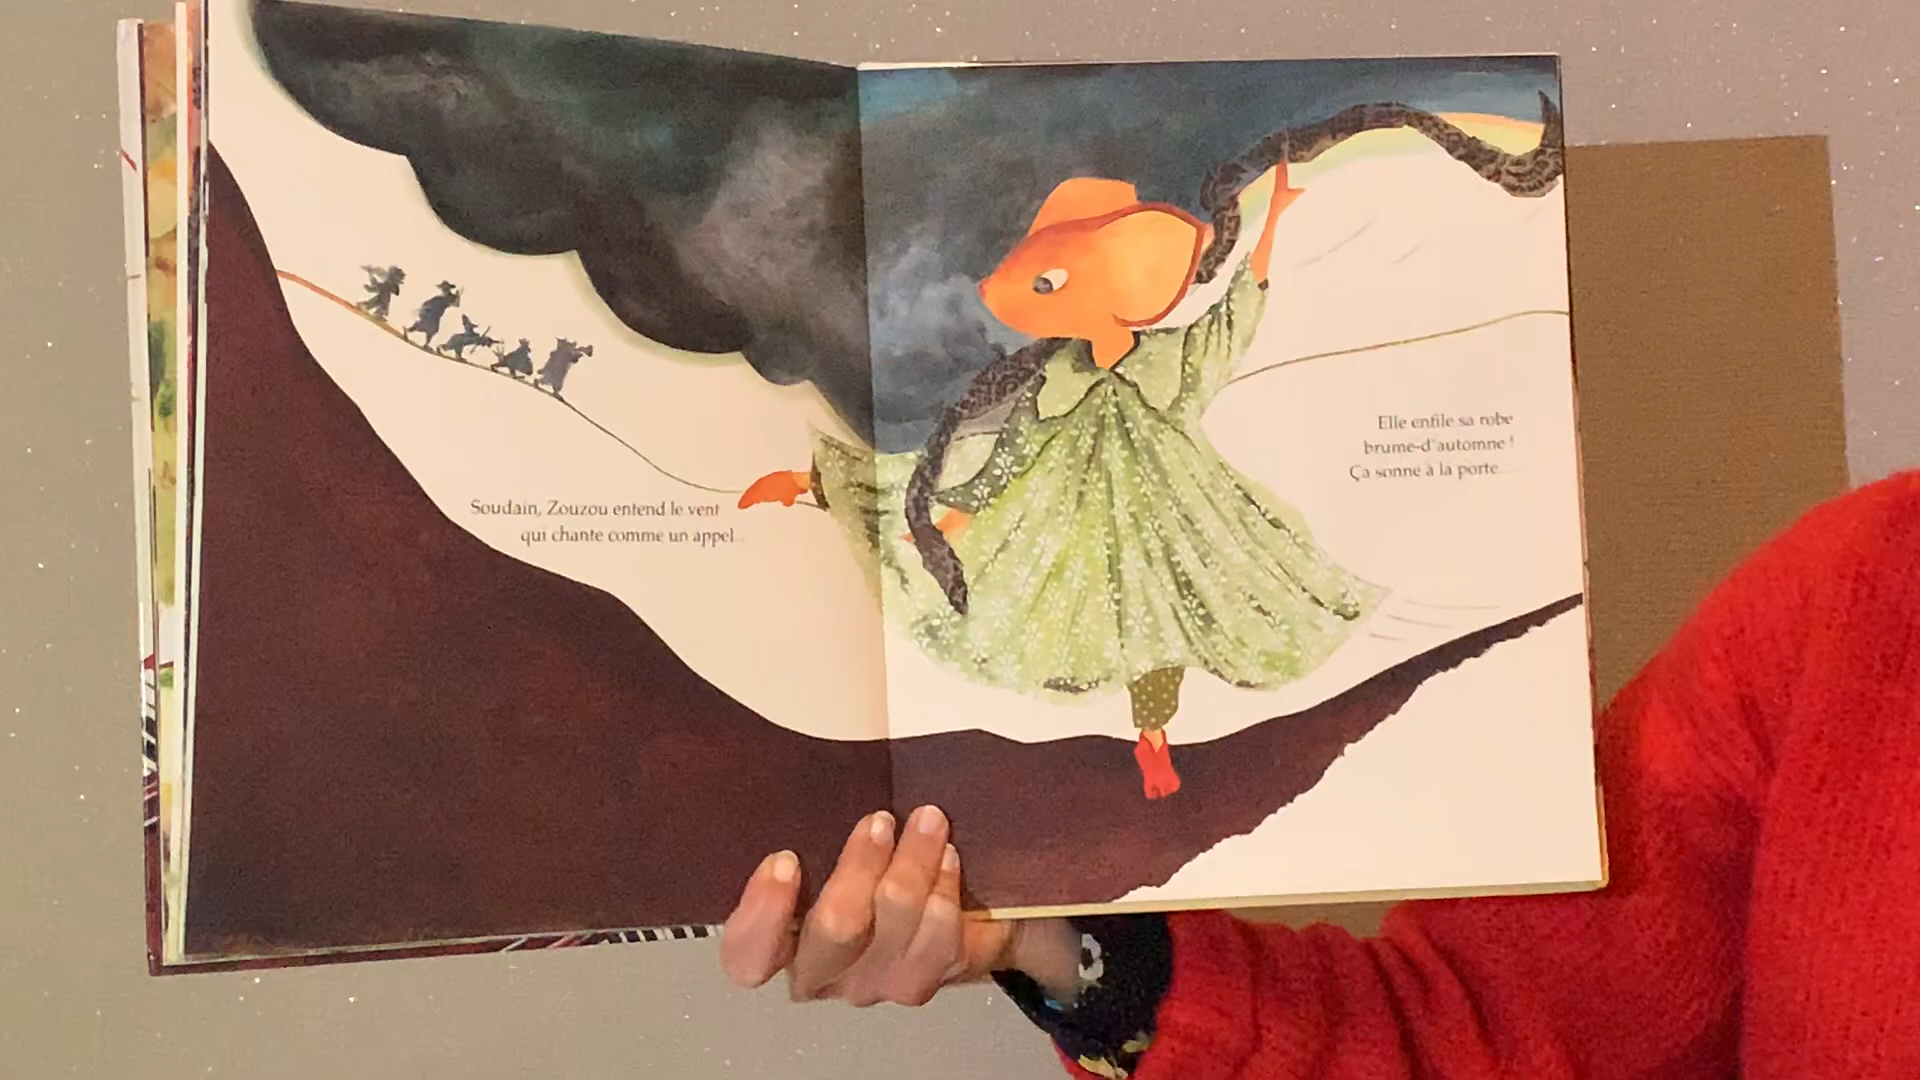 Soudain, Zouzou entend le vent
qui chante comme un appel...
Elle enfile sa robe
brume-d'automne !
Ça sonne à la porte...